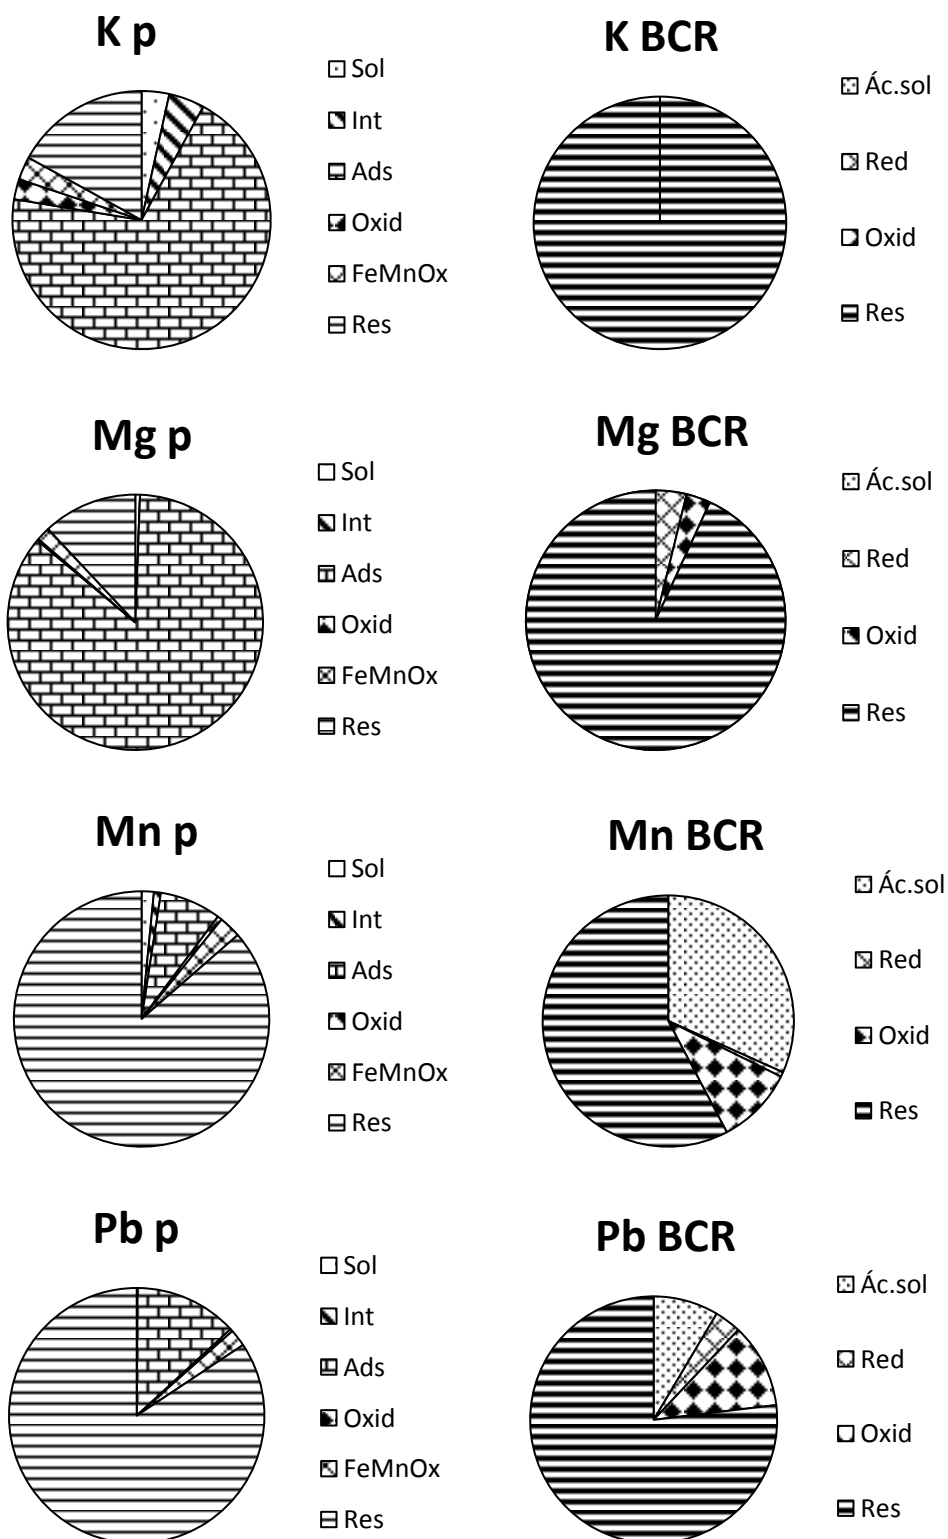 K p
Sol
Int
Ads
Oxid
FeMnOx
Res
K BCR
Ác.sol
Red
Oxid
Res
Mg p
Sol
Int
Ads
Oxid
FeMnOx
Res
Mg BCR
Ác.sol
Red
Oxid
Res
Mn p
Sol
Int
Ads
Oxid
FeMnOx
Res
Mn BCR
Ác.sol
Red
Oxid
Res
Pb p
Sol
Int
Ads
Oxid
FeMnOx
Res
Pb BCR
Ác.sol
Red
Oxid
Res